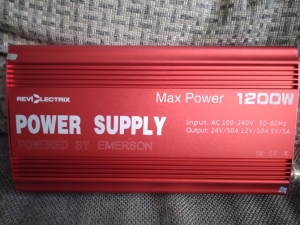 REVOLECTRIX
Max Power 1200W
POWER SUPPLY
Input: AC 100-240V 50-60Hz
Output: 24V/50A 12V/10A 5V/3A
POWERED BY EMERSON